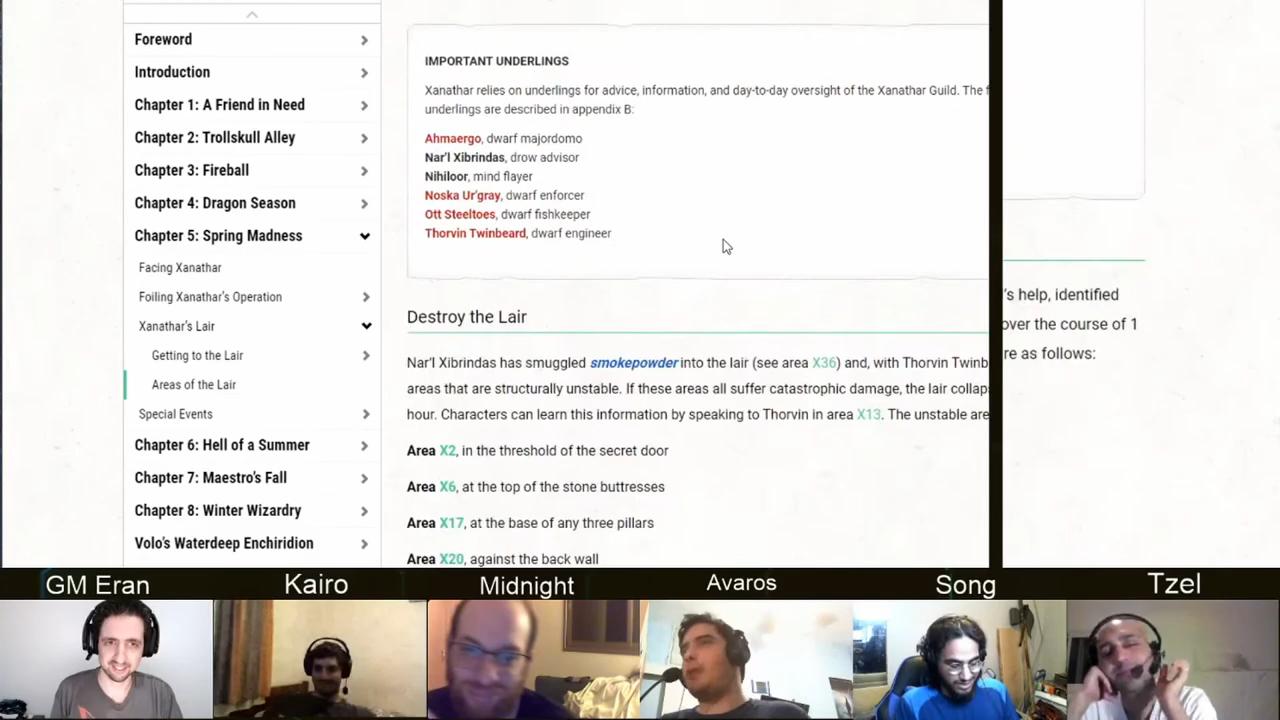 Foreword
Introduction
Chapter 1: A Friend in Need
Chapter 2: Trollskull Alley
Chapter 3: Fireball
Chapter 4: Dragon Season
Chapter 5: Spring Madness
Facing Xanathar
Foiling Xanathar's Operation
Xanathar's Lair
Getting to the Lair
Areas of the Lair
Special Events
Chapter 6: Hell of a Summer
Chapter 7: Maestro's Fall
Chapter 8: Winter Wizardry
Volo's Waterdeep Enchiridion
IMPORTANT UNDERLINGS
Xanathar relies on underlings for advice, information, and day-to-day oversight of the Xanathar Guild. The
underlings are described in appendix B:
Ahmaergo, dwarf majordomo
Nar'l Xibrindas, drow advisor
Nihiloor, mind flayer
Noska Ur'gray, dwarf enforcer
Ott Steeltoes, dwarf fishkeeper
Thorvin Twinbeard, dwarf engineer
Destroy the Lair
Nar'l Xibrindas has smuggled smokepowder into the lair (see area X36) and, with Thorvin Twinb
areas that are structurally unstable. If these areas all suffer catastrophic damage, the lair collaps
hour. Characters can learn this information by speaking to Thorvin in area X13. The unstable are
Area X2, in the threshold of the secret door
Area X6, at the top of the stone buttresses
Area X17, at the base of any three pillars
Area X20, against the back wall
's help, identified
over the course of 1
re as follows:
GM Eran
Kairo
Midnight
Avaros
Song
Tzel